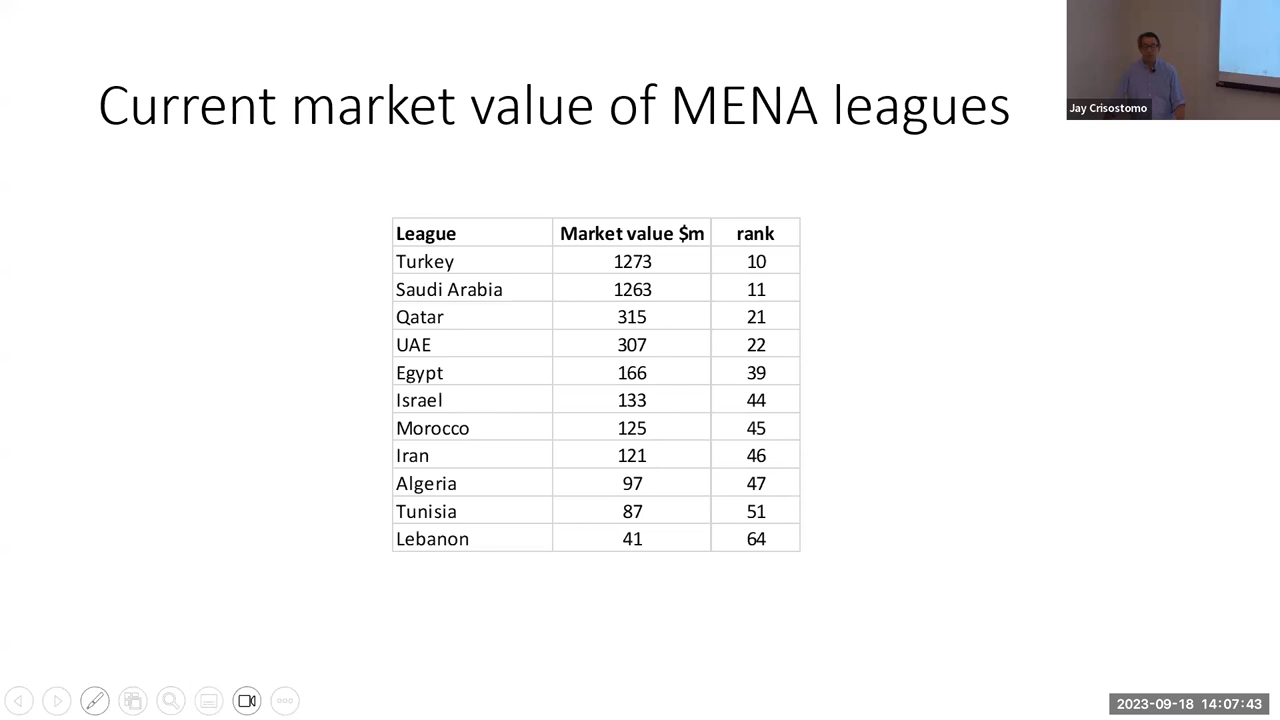 Current market value of MENA leagues
Jay Crisostomo
League Market value $m rank
Turkey 1273 10
Saudi Arabia 1263 11
Qatar 315 21
UAE 307 22
Egypt 166 39
Israel 133 44
Morocco 125 45
Iran 121 46
Algeria 97 47
Tunisia 87 51
Lebanon 41 64
2023-09-18 14:07:43